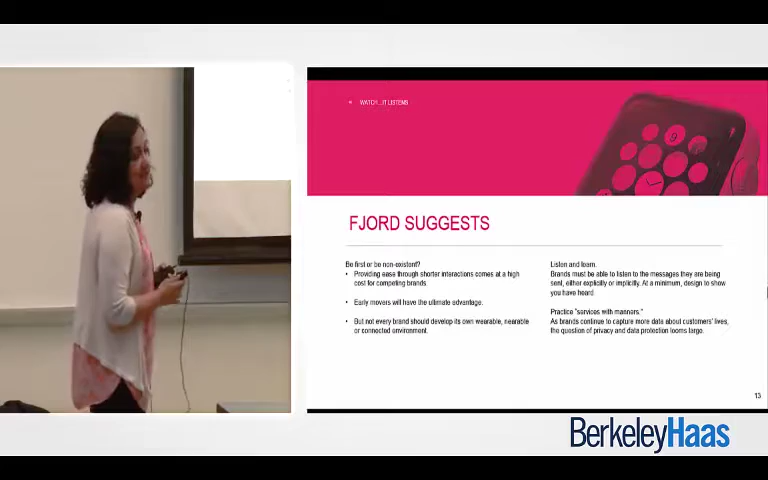 WATCH...IT LISTENS
FJORD SUGGESTS
Be first or be non-existent?
• Providing ease through shorter interactions comes at a high
cost for competing brands.
• Early movers will have the ultimate advantage.
• But not every brand should develop its own wearable, nearable
or connected environment.
Listen and learn.
Brands must be able to listen to the messages they are being
sent, either explicitly or implicitly. At a minimum, design to show
you have heard.
Practice "services with manners."
As brands continue to capture more data about customers' lives,
the question of privacy and data protection looms large.
13
BerkeleyHaas